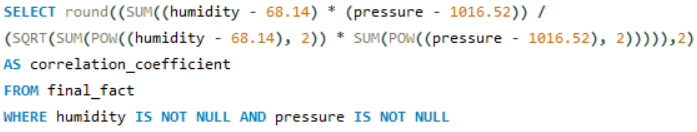 SELECT round((SUM((humidity - 68.14) * (pressure - 1016.52)) /
(SQRT(SUM(POW((humidity - 68.14), 2)) * SUM(POW((pressure - 1016.52), 2))))),2)
AS correlation_coefficient
FROM final_fact
WHERE humidity IS NOT NULL AND pressure IS NOT NULL